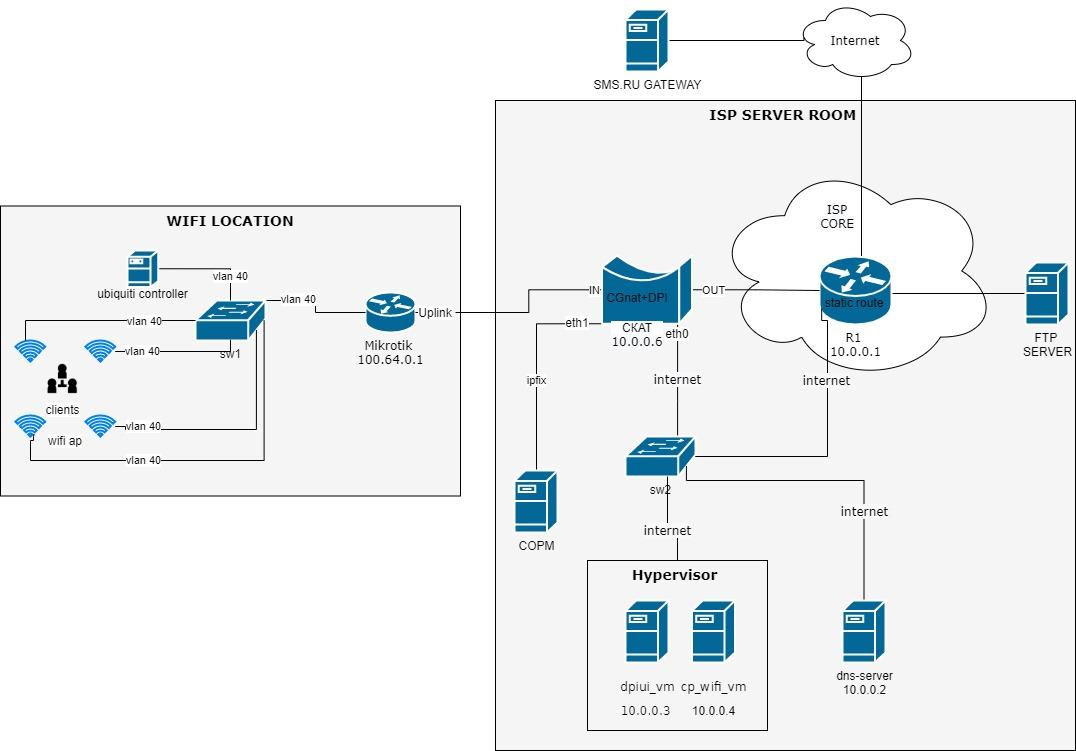 SMS.RU GATEWAY
Internet
ISP SERVER ROOM
WIFI LOCATION
ubiquiti controller
vlan 40
vlan 40
vlan 40
vlan 40
sw1
clients
wifi ap
vlan 40
vlan 40
Mikrotik
100.64.0.1
Uplink
IN
CGnat+DPI
OUT
СКАТ
10.0.0.6
eth1
eth0
ISP
CORE
static route
R1
10.0.0.1
FTP
SERVER
ipfix
internet
internet
sw2
internet
internet
COPM
Hypervisor
dpiui_vm
10.0.0.3
cp_wifi_vm
10.0.0.4
dns-server
10.0.0.2